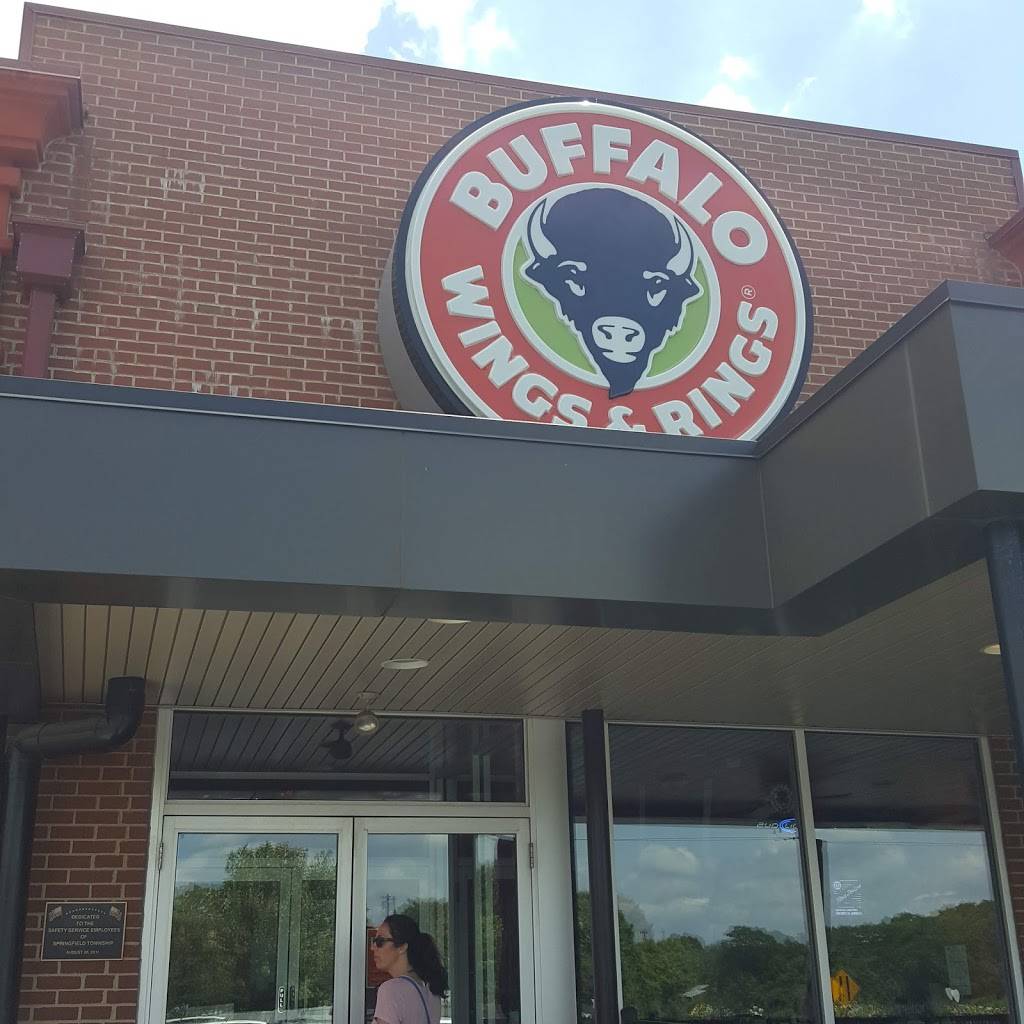 BUFFALO
WINGS & RINGS®
DEDICATED
TO THE
SAFETY SERVICE EMPLOYEES
OF
SPRINGFIELD TOWNSHIP